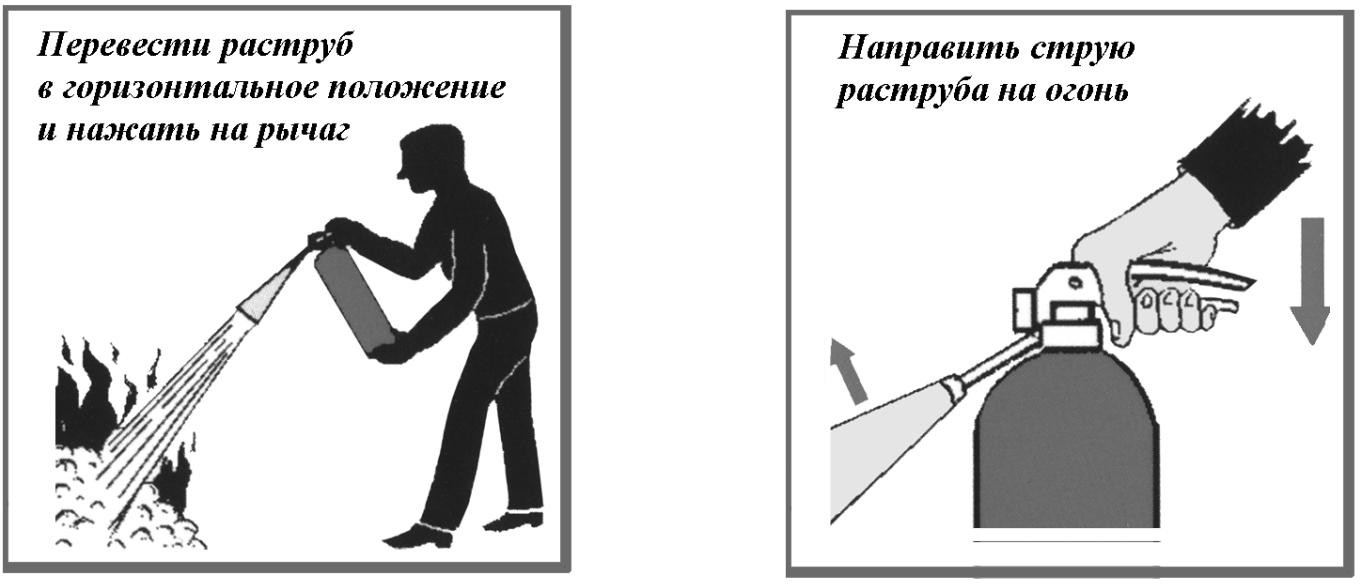 Перевести раструб
в горизонтальное положение
и нажать на рычаг
Направить струю
раструба на огонь